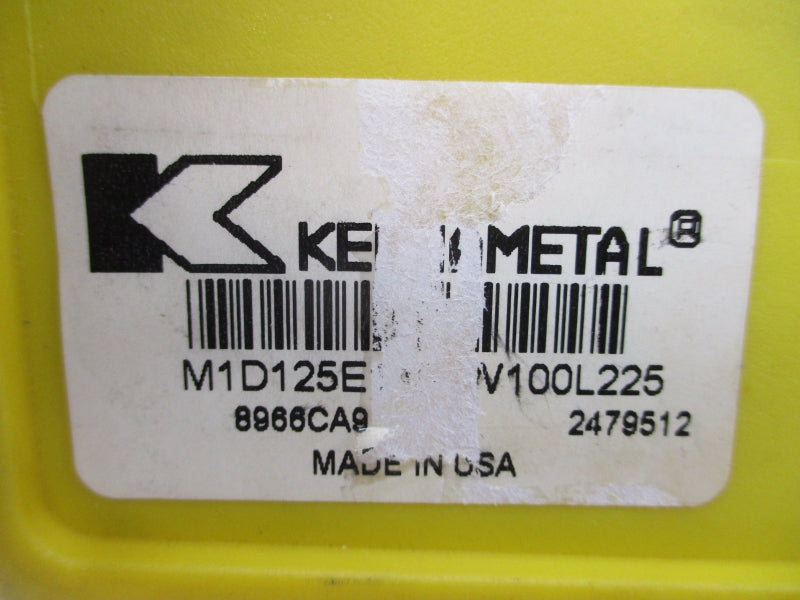 KE METAL®
M1D125E V100L225
8966CA9 2479512
MADE IN USA